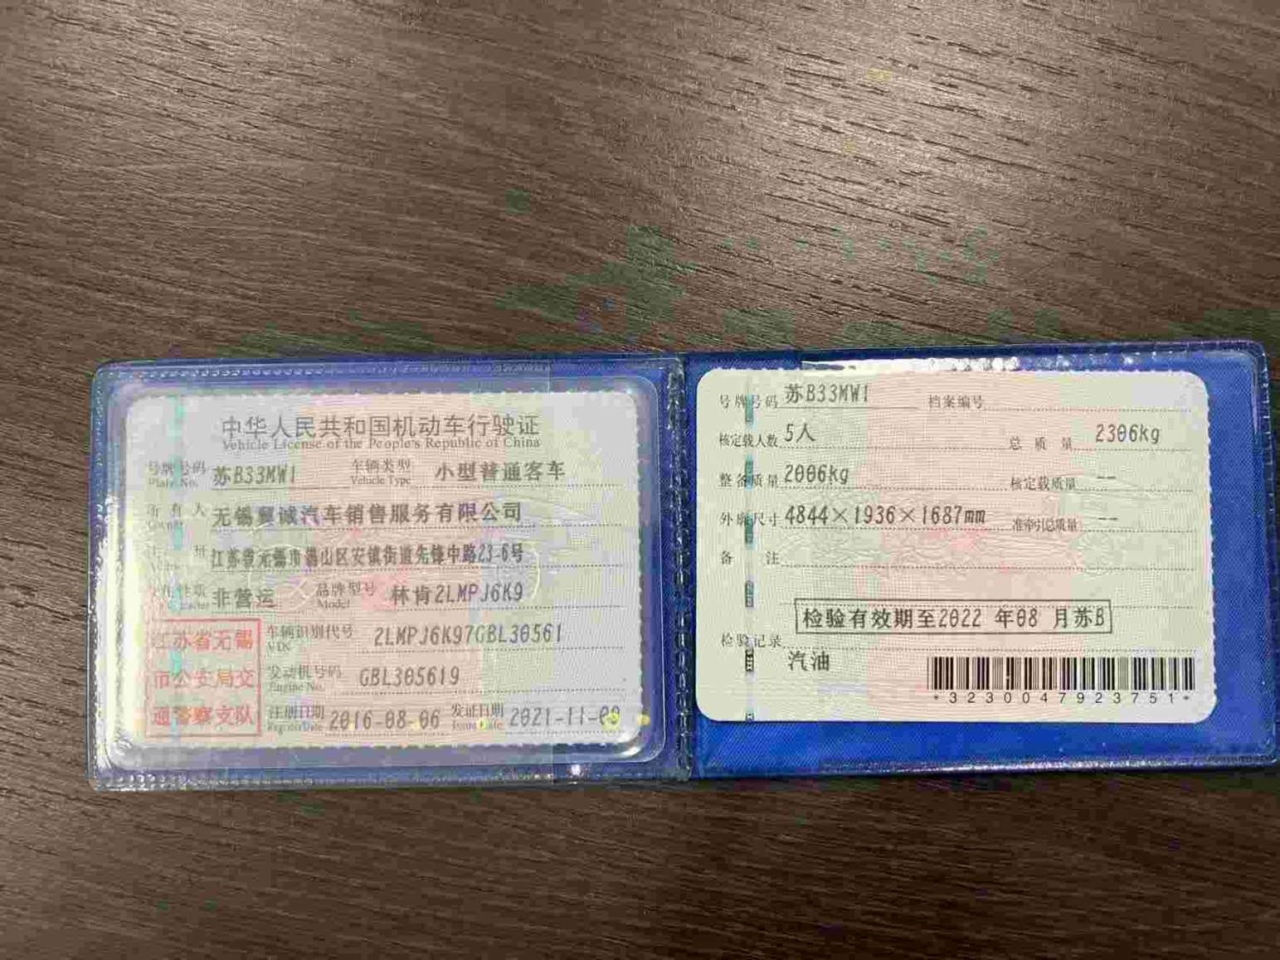 中华人民共和国机动车行驶证
Vehicle License of the People's Republic of China
号牌号码 苏B33MW1 车辆类型 小型普通客车
Plate No. Vehicle Type
所有人 无锡翼诚汽车销售服务有限公司
Owner
住址 江苏省无锡市锡山区安镇街道先锋中路23-6号
使用性质 非营运 品牌型号 林肯2LMPJ6K9
Model
江苏省无锡 车辆识别代号 2LMPJ6K97GBL30561
VIN
市公安局交 发动机号码 GBL305619
Engine No.
通警察支队 注册日期 2016-08-06 发证日期 2021-11-
Register Date Issue Date
号牌号码 苏B33MW1 档案编号
核定载人数 5人 总质量 2306kg
整备质量 2006kg 核定载质量 --
外廓尺寸 4844×1936×1687mm 准牵引总质量 --
备注
检验有效期至2022 年08 月苏B
检验记录
汽油
*3230047923751*